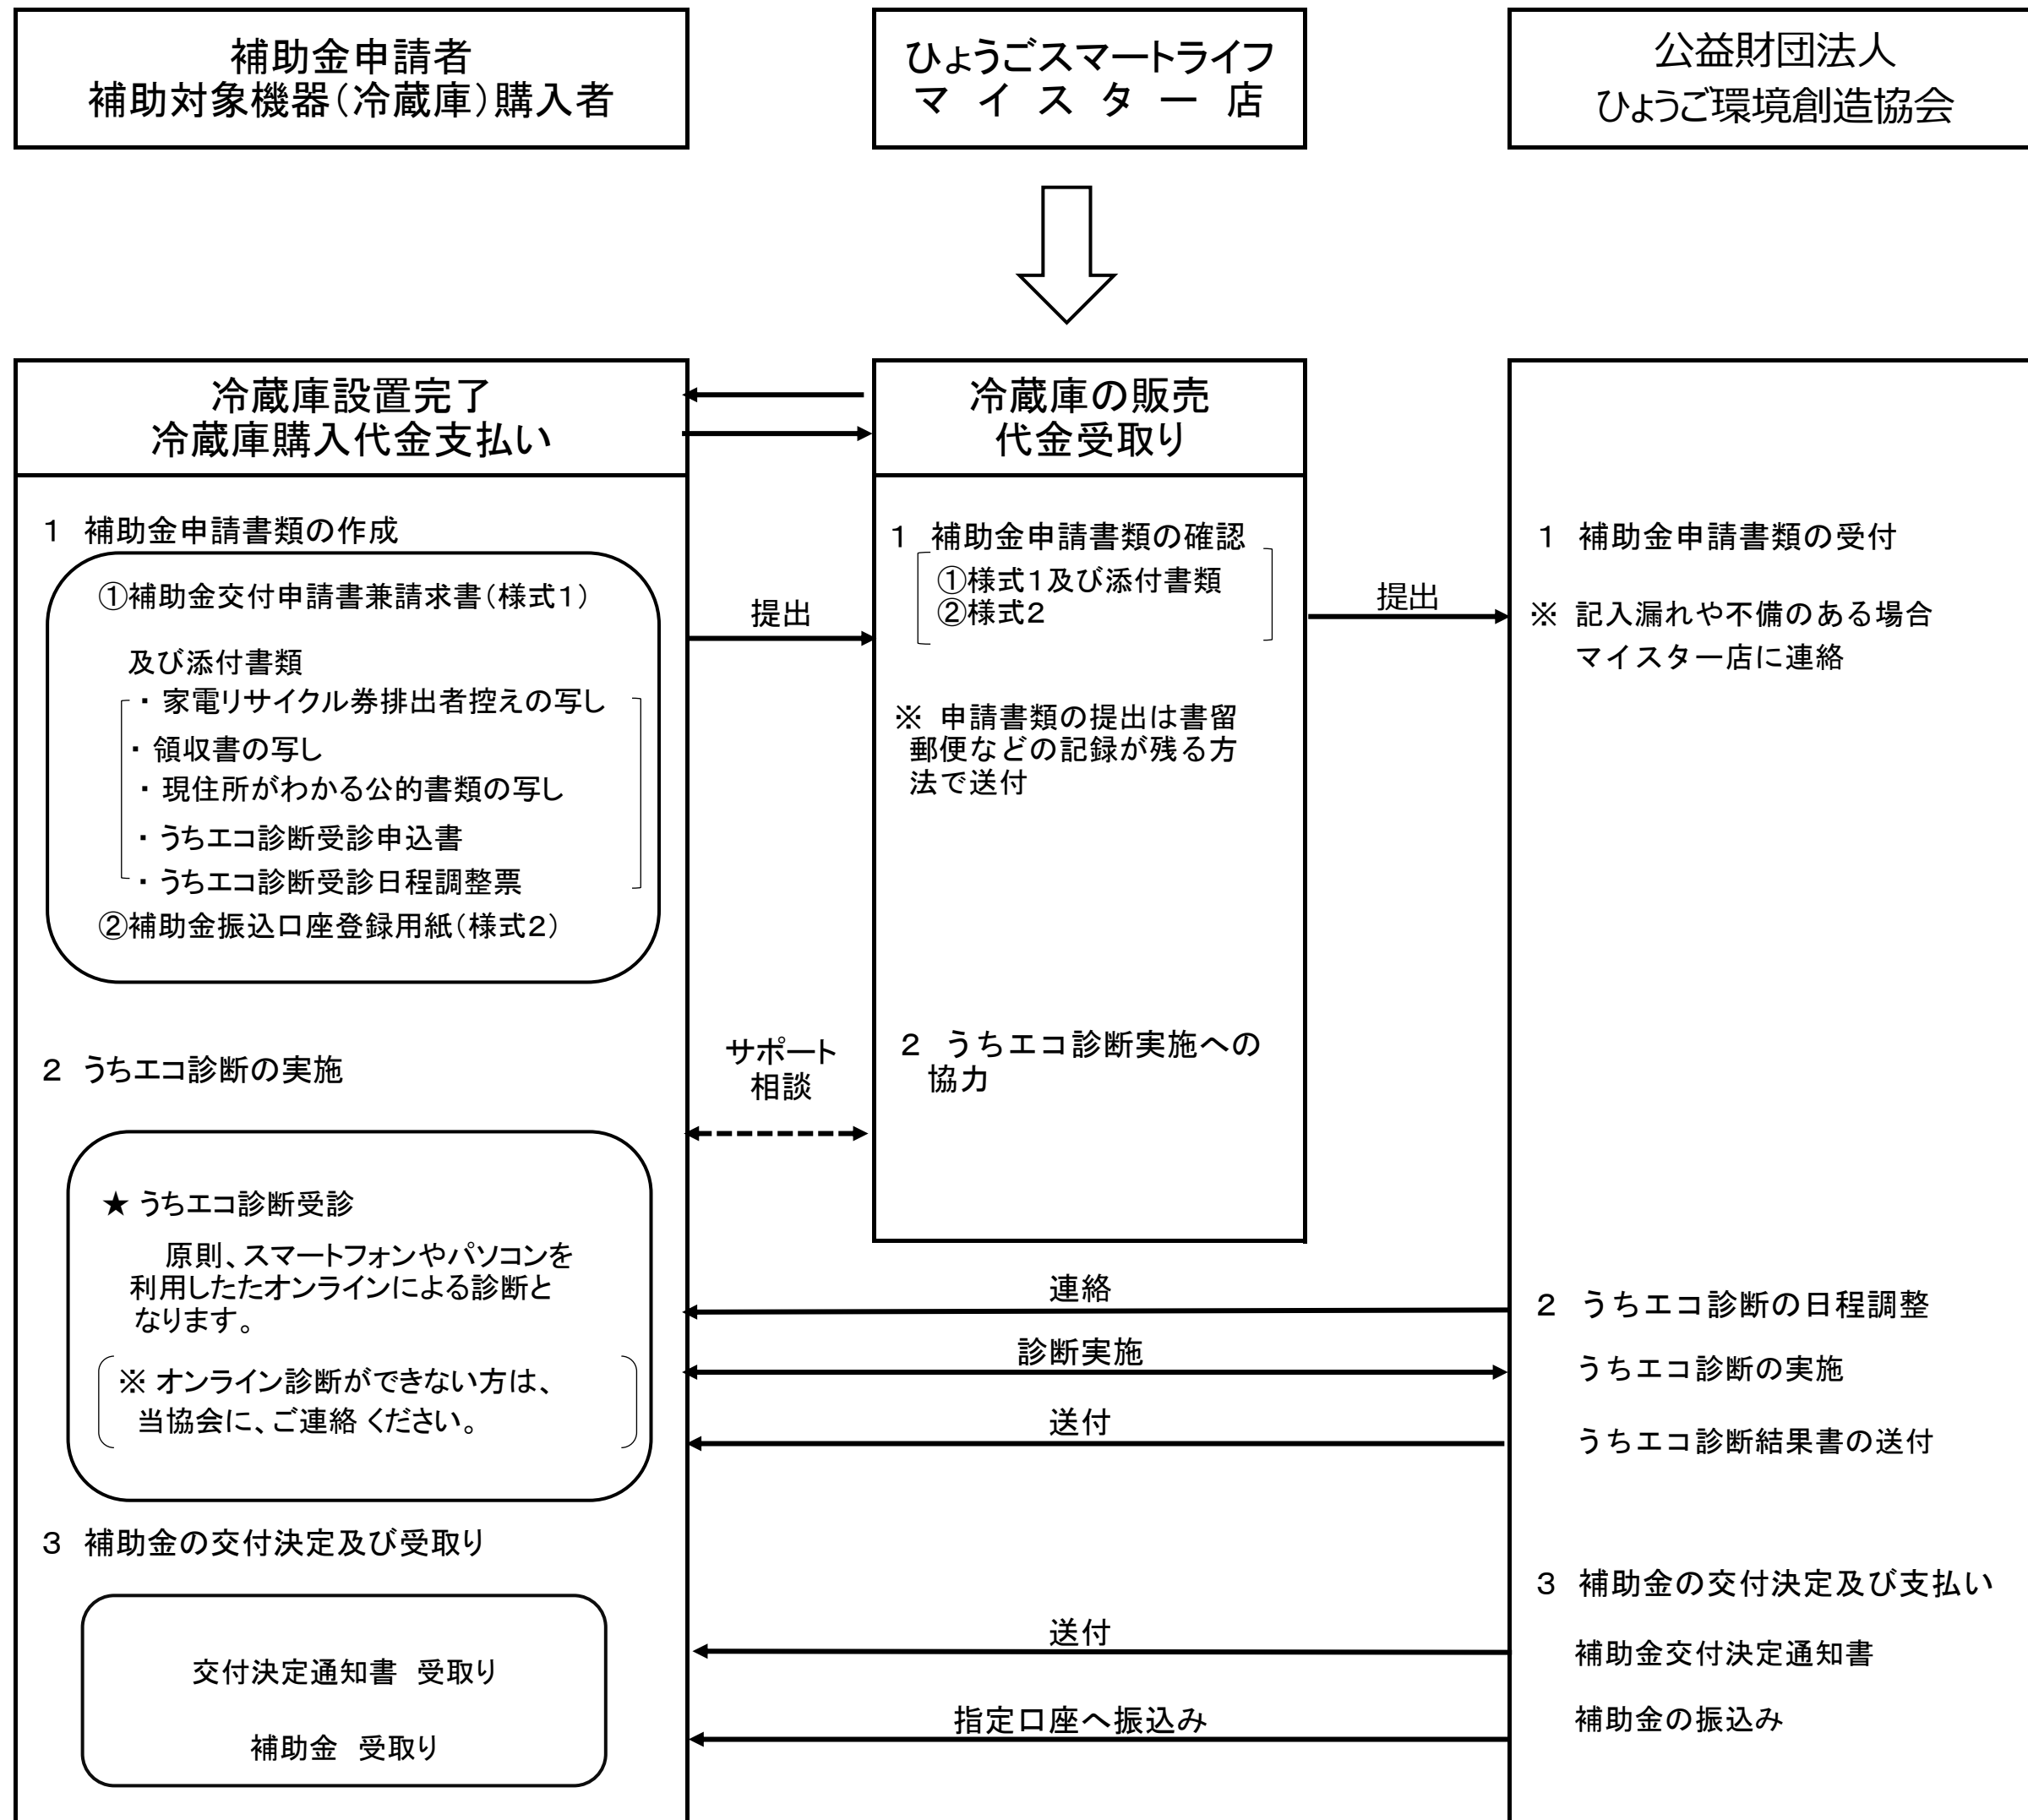 補助金申請者
補助対象機器（冷蔵庫）購入者
ひょうごスマートライフ
マイスター店
公益財団法人
ひょうご環境創造協会
冷蔵庫設置完了
冷蔵庫購入代金支払い
冷蔵庫の販売
代金受取り
1 補助金申請書類の作成
①補助金交付申請書兼請求書（様式1）
及び添付書類
・家電リサイクル券排出者控えの写し
・領収書の写し
・現住所がわかる公的書類の写し
・うちエコ診断受診申込書
・うちエコ診断受診日程調整票
②補助金振込口座登録用紙（様式2）
提出
1 補助金申請書類の確認
①様式1及び添付書類
②様式2
※ 申請書類の提出は書留
郵便などの記録が残る方
法で送付
提出
1 補助金申請書類の受付
※ 記入漏れや不備のある場合
マイスター店に連絡
2 うちエコ診断の実施
サポート
相談
2 うちエコ診断実施への
協力
★ うちエコ診断受診
原則、スマートフォンやパソコンを
利用したたオンラインによる診断と
なります。
※ オンライン診断ができない方は、
当協会に、ご連絡ください。
連絡
診断実施
送付
2 うちエコ診断の日程調整
うちエコ診断の実施
うちエコ診断結果書の送付
3 補助金の交付決定及び受取り
交付決定通知書 受取り
補助金 受取り
送付
指定口座へ振込み
3 補助金の交付決定及び支払い
補助金交付決定通知書
補助金の振込み